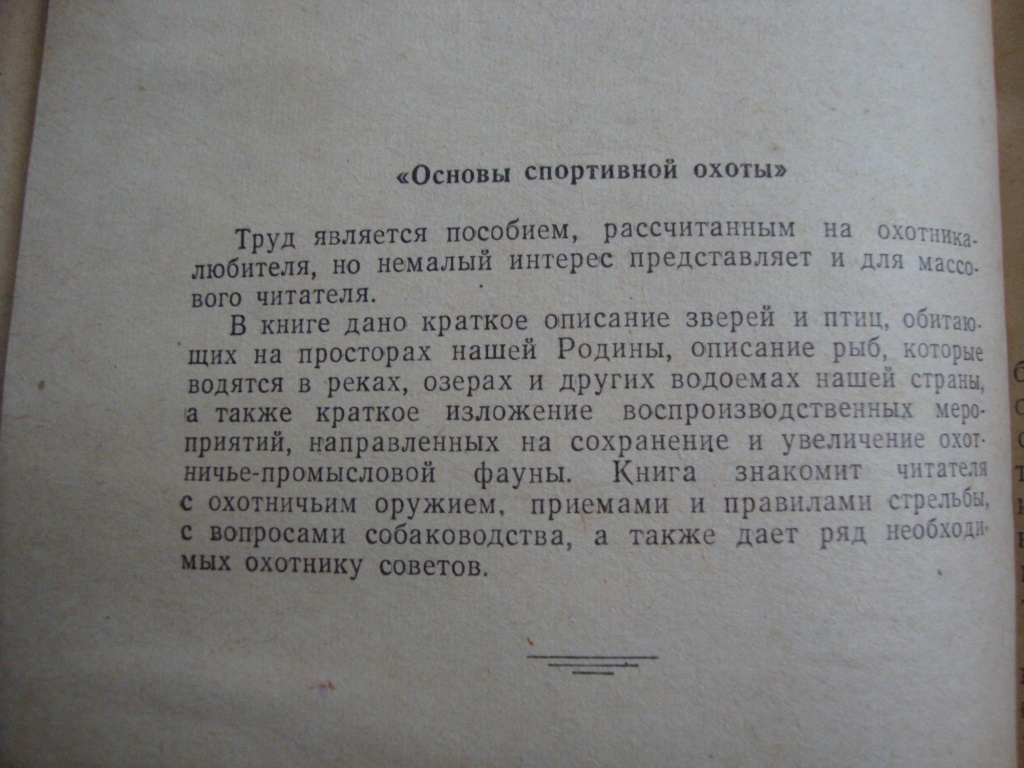 «Основы спортивной охоты»
Труд является пособием, рассчитанным на охотника-
любителя, но немалый интерес представляет и для массо-
вого читателя.
В книге дано краткое описание зверей и птиц, обитаю-
щих на просторах нашей Родины, описание рыб, которые
водятся в реках, озерах и других водоемах нашей страны,
а также краткое изложение воспроизводственных меро-
приятий, направленных на сохранение и увеличение охот-
ничье-промысловой фауны. Книга знакомит читателя
с охотничьим оружием, приемами и правилами стрельбы,
с вопросами собаководства, а также дает ряд необходи-
мых охотнику советов.